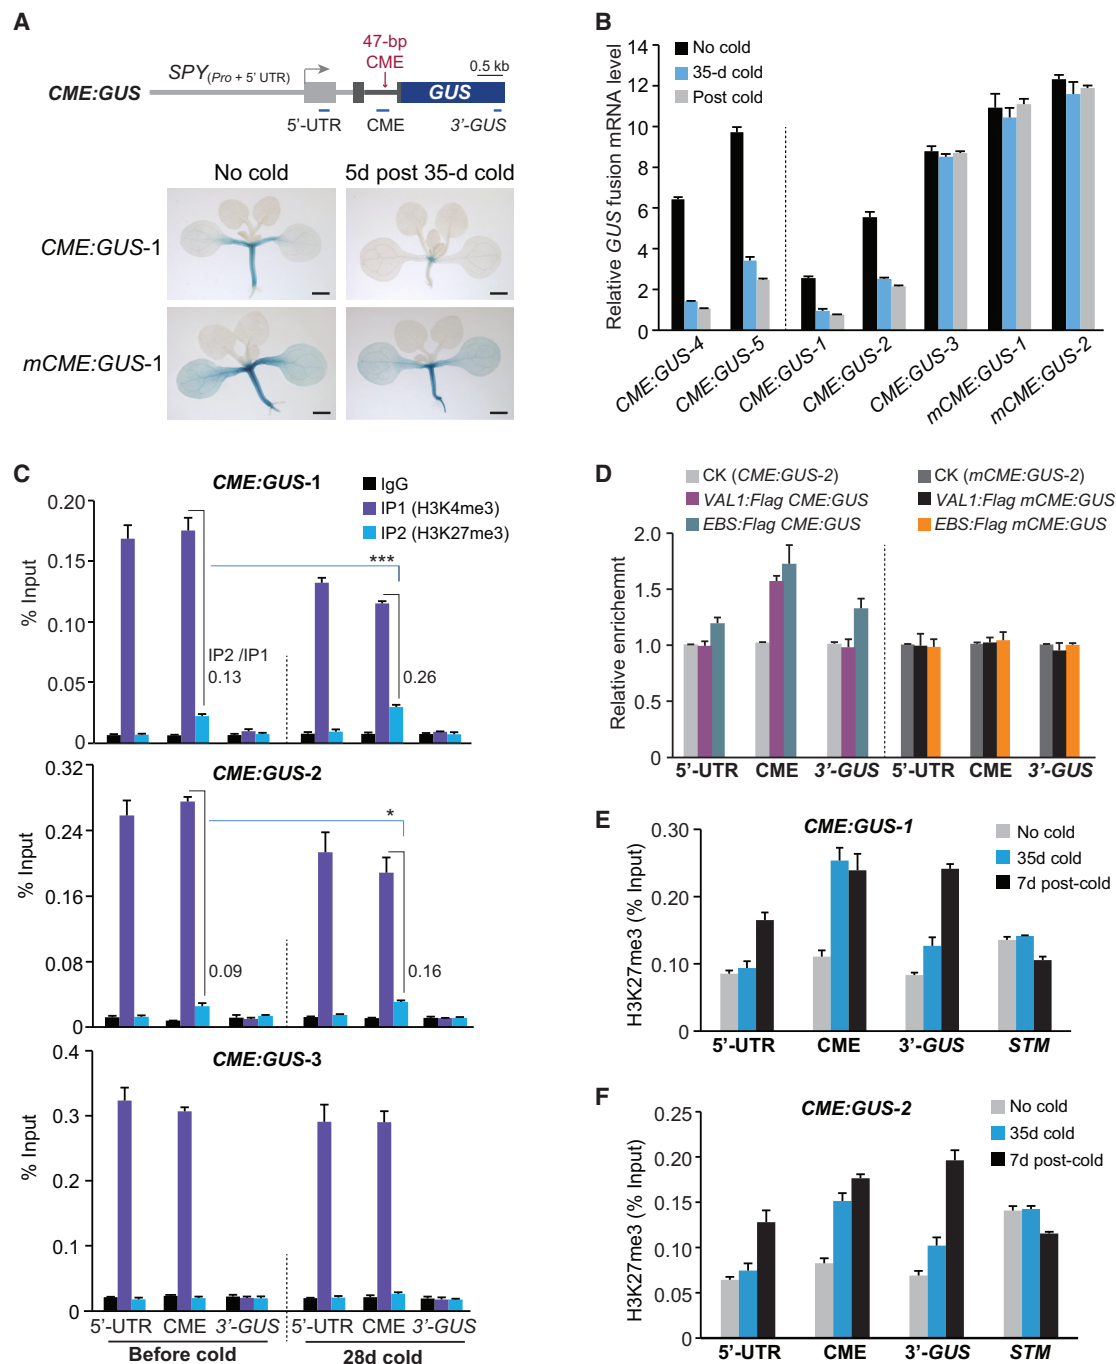 A
SPY(Pro + 5' UTR)
47-bp
CME
0.5 kb
CME:GUS
GUS
5'-UTR
CME
3'-GUS
No cold
5d post 35-d cold
CME:GUS-1
mCME:GUS-1
B
Relative GUS fusion mRNA level
14
12
10
8
6
4
2
0
No cold
35-d cold
Post cold
CME:GUS-4
CME:GUS-5
CME:GUS-1
CME:GUS-2
CME:GUS-3
mCME:GUS-1
mCME:GUS-2
C
CME:GUS-1
IgG
IP1 (H3K4me3)
IP2 (H3K27me3)
% Input
0.20
0.15
0.10
0.05
0
***
IP2 /IP1
0.13
0.26
CME:GUS-2
% Input
0.32
0.24
0.16
0.08
0
*
0.09
0.16
CME:GUS-3
% Input
0.4
0.3
0.2
0.1
0
5'-UTR CME 3'-GUS
5'-UTR CME 3'-GUS
Before cold
28d cold
D
CK (CME:GUS-2)
VAL1:Flag CME:GUS
EBS:Flag CME:GUS
CK (mCME:GUS-2)
VAL1:Flag mCME:GUS
EBS:Flag mCME:GUS
Relative enrichemnt
2.0
1.5
1.0
0.5
0
5'-UTR CME 3'-GUS 5'-UTR CME 3'-GUS
E
CME:GUS-1
No cold
35d cold
7d post-cold
H3K27me3 (% Input)
0.30
0.20
0.10
0
5'-UTR CME 3'-GUS STM
F
CME:GUS-2
No cold
35d cold
7d post-cold
H3K27me3 (% Input)
0.25
0.20
0.15
0.10
0.05
0
5'-UTR CME 3'-GUS STM